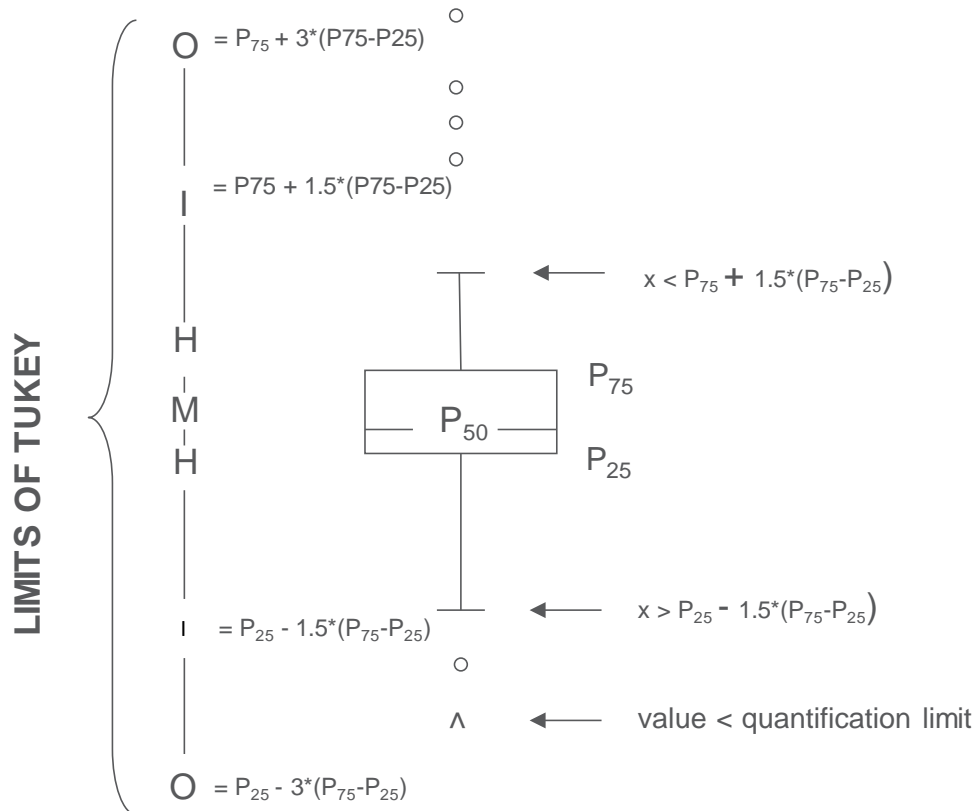 LIMITS OF TUKEY
O = P75 + 3*(P75-P25)
I = P75 + 1.5*(P75-P25)
x < P75 + 1.5*(P75-P25)
H
P75
M
P50
H
P25
x > P25 - 1.5*(P75-P25)
I = P25 - 1.5*(P75-P25)
^ value < quantification limit
O = P25 - 3*(P75-P25)